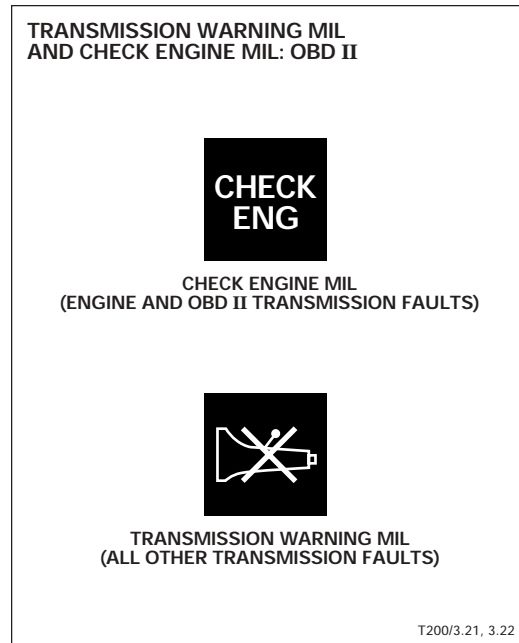 TRANSMISSION WARNING MIL
AND CHECK ENGINE MIL: OBD II
CHECK
ENG
CHECK ENGINE MIL
(ENGINE AND OBD II TRANSMISSION FAULTS)
TRANSMISSION WARNING MIL
(ALL OTHER TRANSMISSION FAULTS)
T200/3.21, 3.22